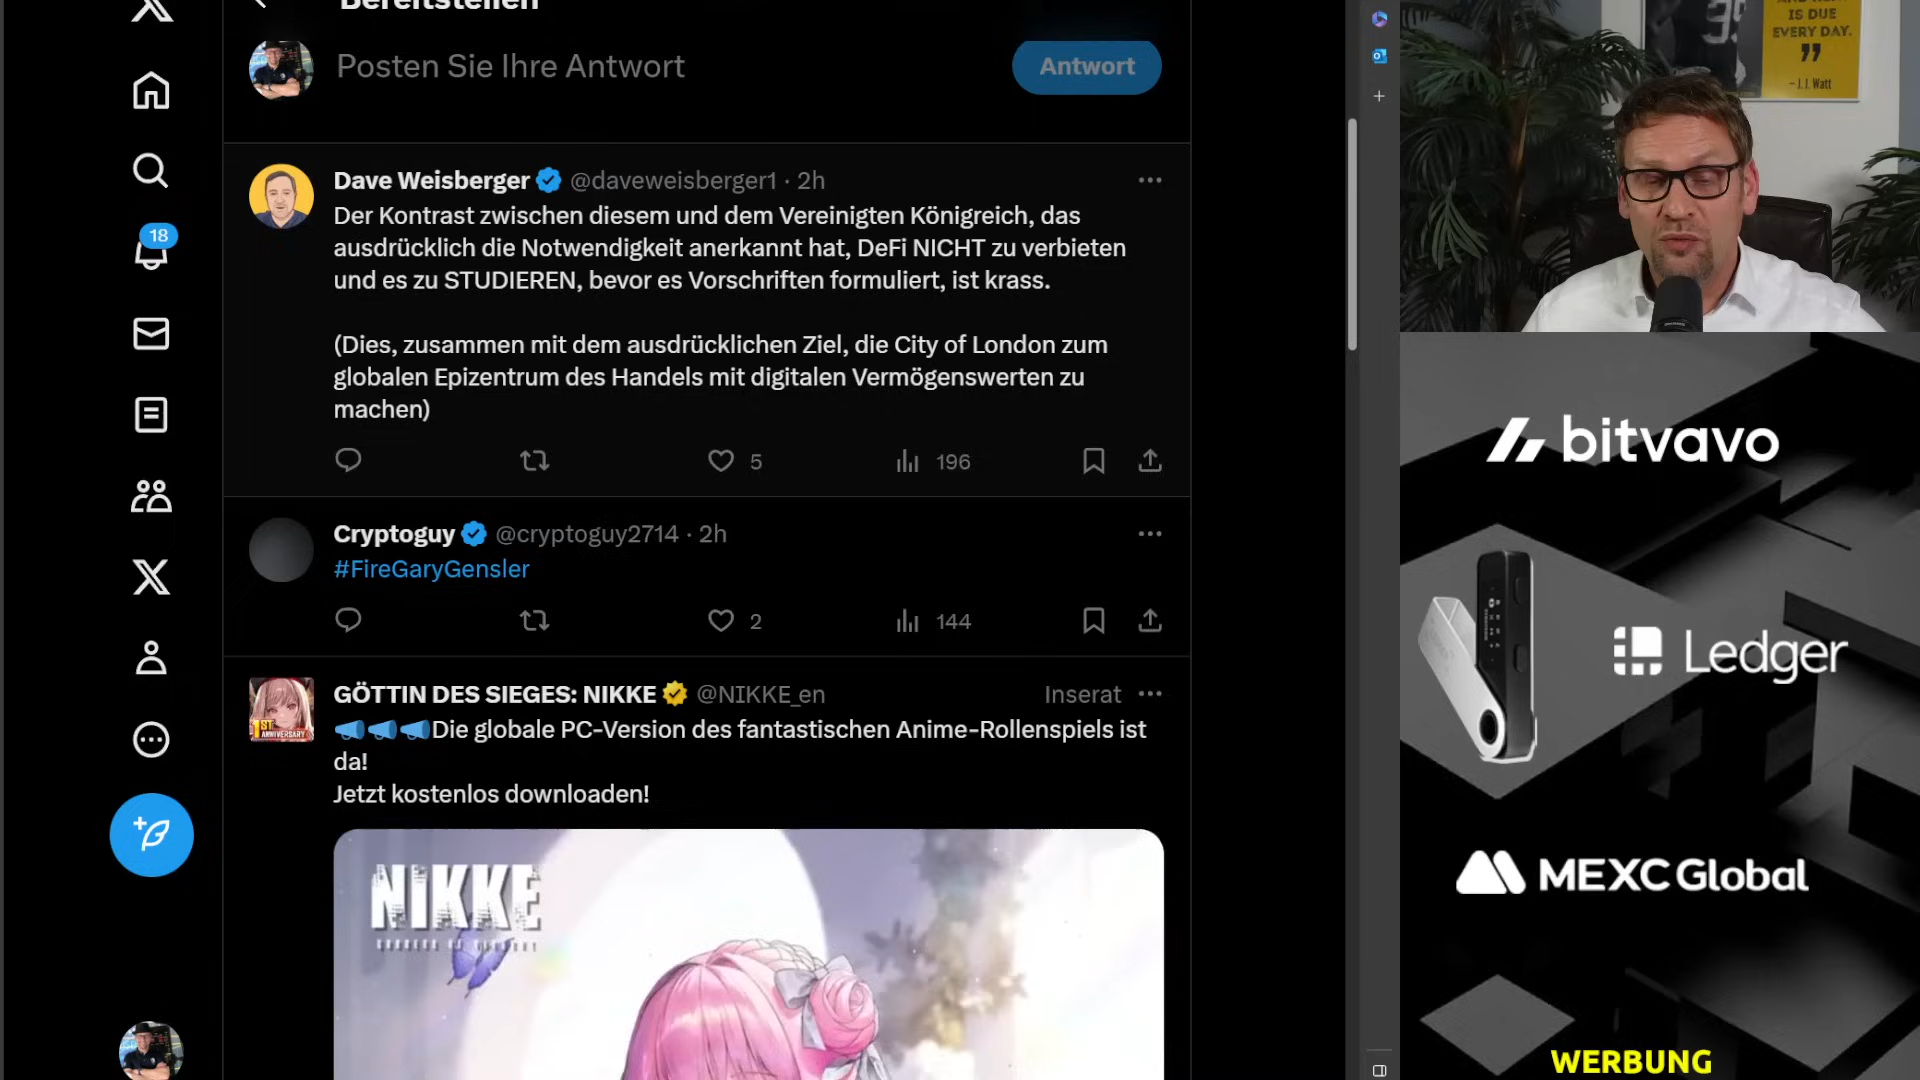 Bereitstellen
Posten Sie Ihre Antwort
Antwort
18
Dave Weisberger @daveweisberger1 · 2h
Der Kontrast zwischen diesem und dem Vereinigten Königreich, das
ausdrücklich die Notwendigkeit anerkannt hat, DeFi NICHT zu verbieten
und es zu STUDIEREN, bevor es Vorschriften formuliert, ist krass.
(Dies, zusammen mit dem ausdrücklichen Ziel, die City of London zum
globalen Epizentrum des Handels mit digitalen Vermögenswerten zu
machen)
5
196
Cryptoguy @cryptoguy2714 · 2h
#FireGaryGensler
2
144
GÖTTIN DES SIEGES: NIKKE @NIKKE_en
Inserat
1ST
ANNIVERSARY
Die globale PC-Version des fantastischen Anime-Rollenspiels ist
da!
Jetzt kostenlos downloaden!
NIKKE
IS DUE
EVERY DAY.
– J.J. Watt
bitvavo
Ledger
MEXC Global
WERBUNG